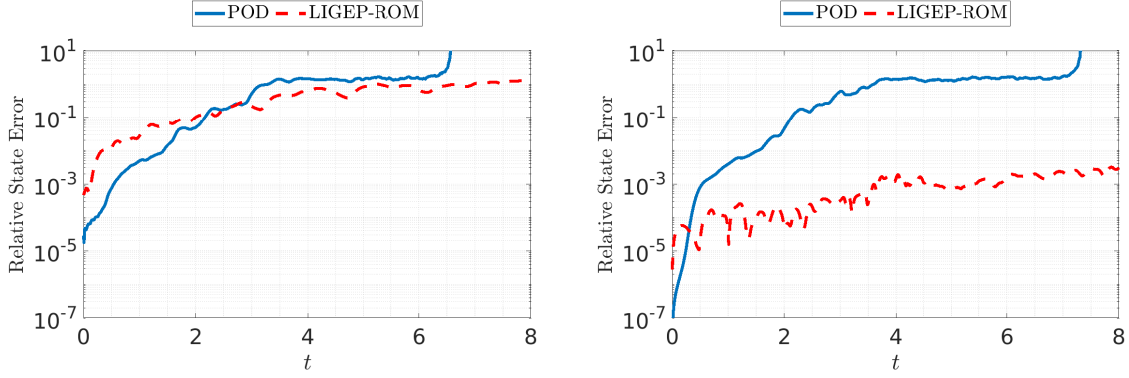 POD LIGEP-ROM
Relative State Error
10^1
10^-1
10^-3
10^-5
10^-7
0 2 4 6 8
t
POD LIGEP-ROM
Relative State Error
10^1
10^-1
10^-3
10^-5
10^-7
0 2 4 6 8
t